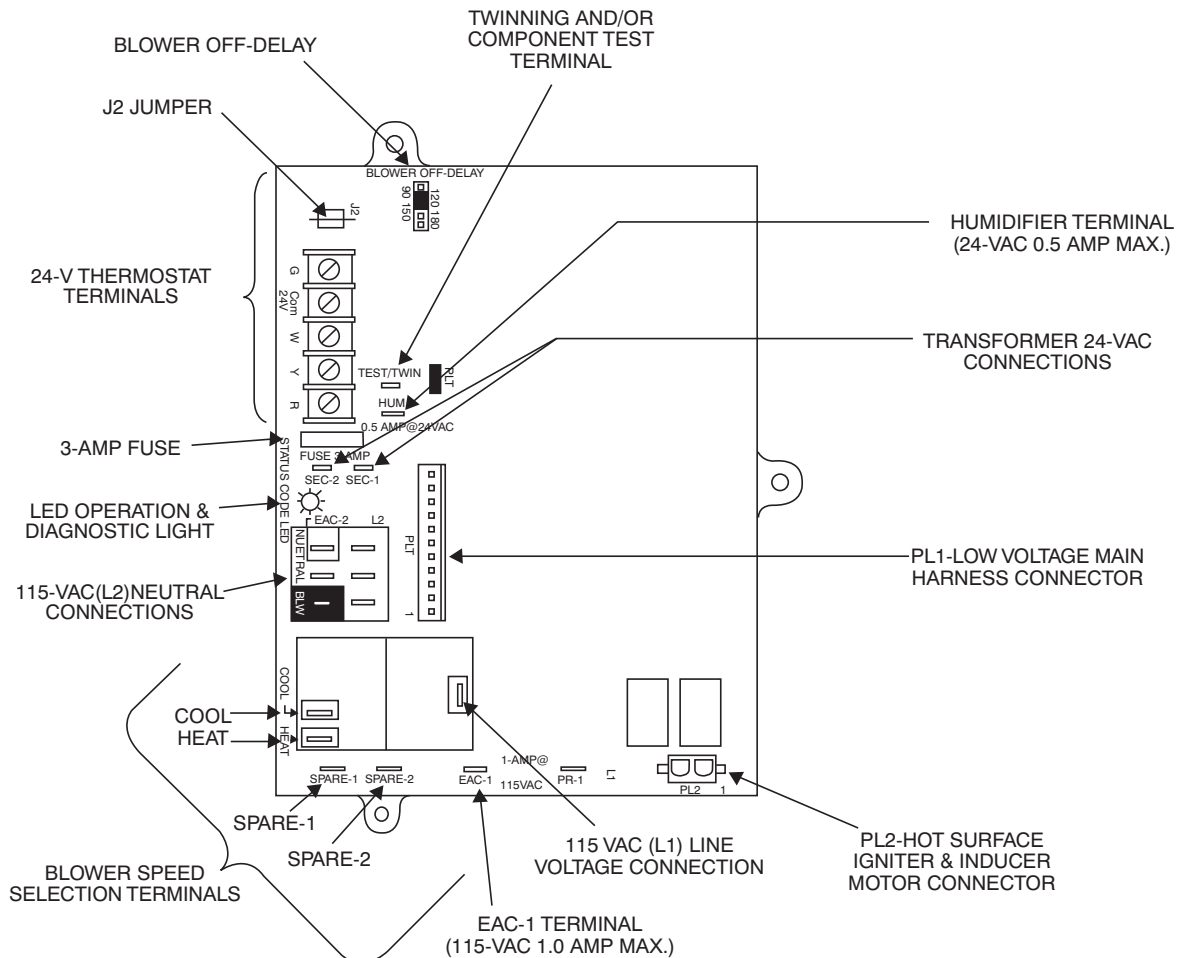 TWINNING AND/OR
COMPONENT TEST
TERMINAL
BLOWER OFF-DELAY
J2 JUMPER
BLOWER OFF-DELAY
90 150
120 180
J2
HUMIDIFIER TERMINAL
(24-VAC 0.5 AMP MAX.)
24-V THERMOSTAT
TERMINALS
G
Com
24V
W
Y
R
TRANSFORMER 24-VAC
CONNECTIONS
TEST/TWIN
PLT
HUM
0.5 AMP@24VAC
3-AMP FUSE
FUSE 3-AMP
STATUS CODE LED
SEC-2 SEC-1
LED OPERATION &
DIAGNOSTIC LIGHT
EAC-2 L2
NUETRAL
BLW
PLT
1
PL1-LOW VOLTAGE MAIN
HARNESS CONNECTOR
115-VAC(L2)NEUTRAL
CONNECTIONS
COOL
HEAT
COOL
HEAT
SPARE-1 SPARE-2 EAC-1
1-AMP@
115VAC
PR-1
L1
PL2 1
SPARE-1
SPARE-2
115 VAC (L1) LINE
VOLTAGE CONNECTION
PL2-HOT SURFACE
IGNITER & INDUCER
MOTOR CONNECTOR
BLOWER SPEED
SELECTION TERMINALS
EAC-1 TERMINAL
(115-VAC 1.0 AMP MAX.)